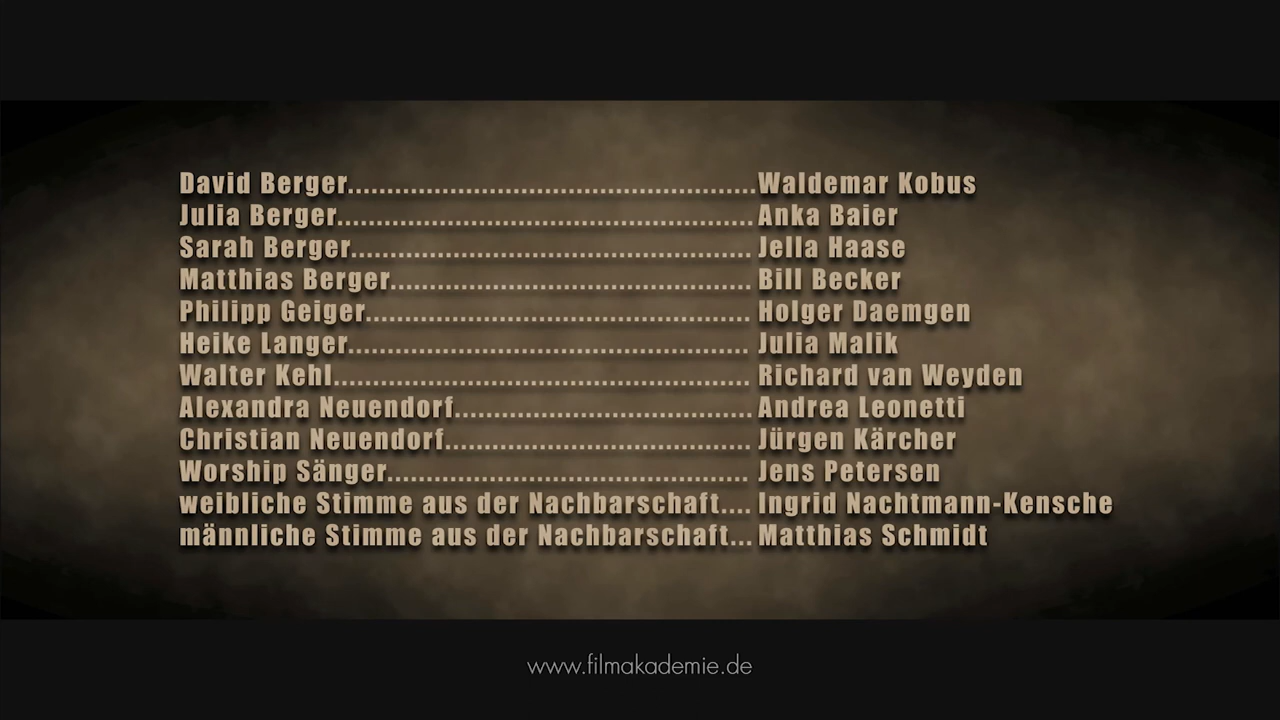 David Berger....................................................Waldemar Kobus
Julia Berger..................................................... Anka Baier
Sarah Berger................................................... Jella Haase
Matthias Berger.............................................. Bill Becker
Philipp Geiger................................................. Holger Daemgen
Heike Langer................................................... Julia Malik
Walter Kehl..................................................... Richard van Weyden
Alexandra Neuendorf...................................... Andrea Leonetti
Christian Neuendorf....................................... Jürgen Kärcher
Worship Sänger.............................................. Jens Petersen
weibliche Stimme aus der Nachbarschaft.... Ingrid Nachtmann-Kensche
männliche Stimme aus der Nachbarschaft... Matthias Schmidt
www.filmakademie.de